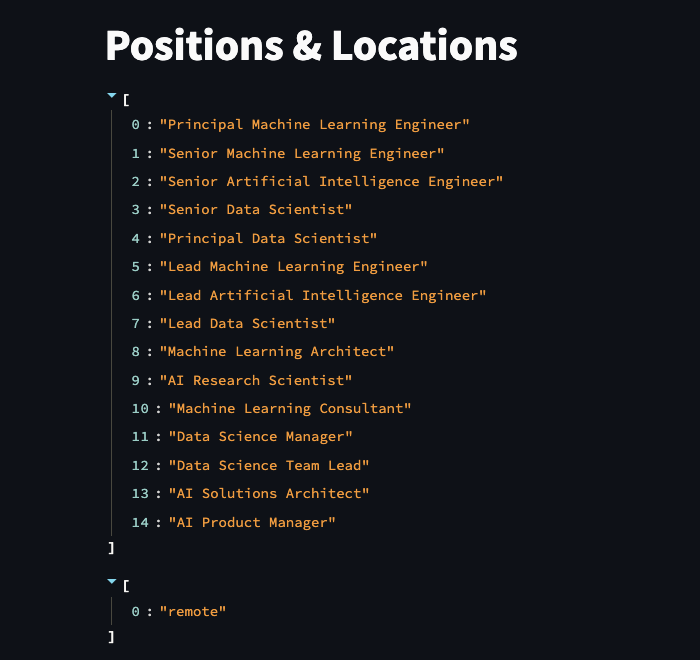 Positions & Locations
[
0 : "Principal Machine Learning Engineer"
1 : "Senior Machine Learning Engineer"
2 : "Senior Artificial Intelligence Engineer"
3 : "Senior Data Scientist"
4 : "Principal Data Scientist"
5 : "Lead Machine Learning Engineer"
6 : "Lead Artificial Intelligence Engineer"
7 : "Lead Data Scientist"
8 : "Machine Learning Architect"
9 : "AI Research Scientist"
10 : "Machine Learning Consultant"
11 : "Data Science Manager"
12 : "Data Science Team Lead"
13 : "AI Solutions Architect"
14 : "AI Product Manager"
]
[
0 : "remote"
]